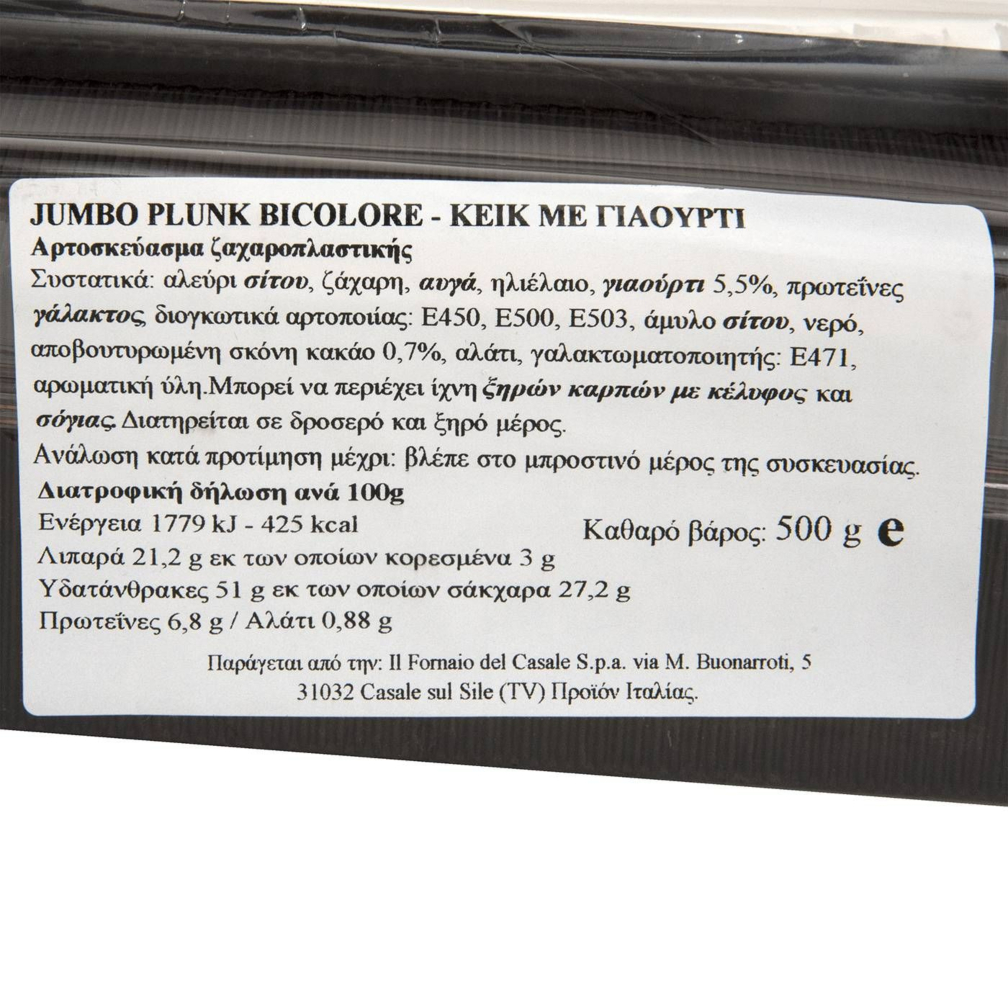 JUMBO PLUNK BICOLORE - ΚΕΙΚ ΜΕ ΓΙΑΟΥΡΤΙ
Αρτοσκεύασμα ζαχαροπλαστικής
Συστατικά: αλεύρι σίτου, ζάχαρη, αυγά, ηλιέλαιο, γιαούρτι 5,5%, πρωτεΐνες
γάλακτος, διογκωτικά αρτοποιίας: E450, E500, E503, άμυλο σίτου, νερό,
αποβουτυρωμένη σκόνη κακάο 0,7%, αλάτι, γαλακτωματοποιητής: E471,
αρωματική ύλη.Μπορεί να περιέχει ίχνη ξηρών καρπών με κέλυφος και
σόγιας. Διατηρείται σε δροσερό και ξηρό μέρος.
Ανάλωση κατά προτίμηση μέχρι: βλέπε στο μπροστινό μέρος της συσκευασίας.
Διατροφική δήλωση ανά 100g
Ενέργεια 1779 kJ - 425 kcal
Καθαρό βάρος: 500 g e
Λιπαρά 21,2 g εκ των οποίων κορεσμένα 3 g
Υδατάνθρακες 51 g εκ των οποίων σάκχαρα 27,2 g
Πρωτεΐνες 6,8 g / Αλάτι 0,88 g
Παράγεται από την: Il Fornaio del Casale S.p.a. via M. Buonarroti, 5
31032 Casale sul Sile (TV) Προϊόν Ιταλίας.